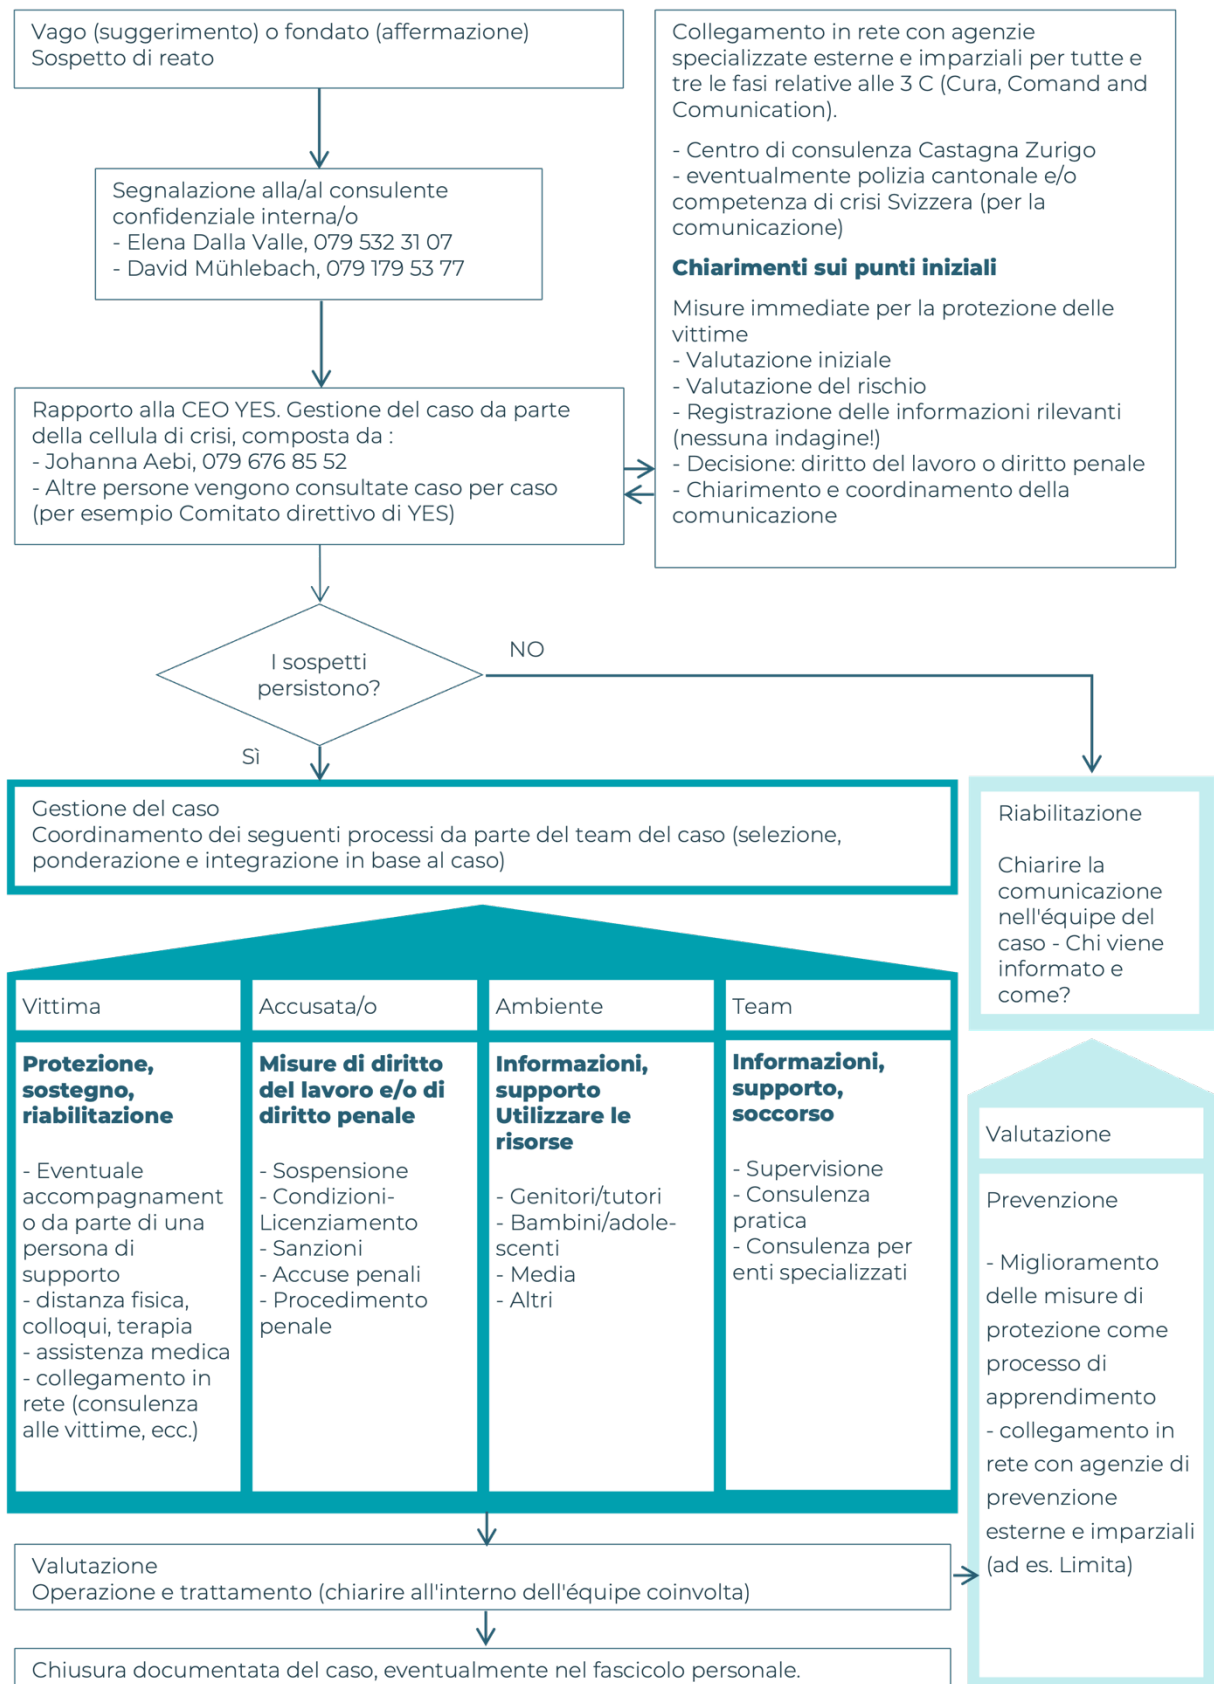 Vago (suggerimento) o fondato (affermazione)
Sospetto di reato
Segnalazione alla/al consulente
confidenziale interna/o
- Elena Dalla Valle, 079 532 31 07
- David Mühlebach, 079 179 53 77
Rapporto alla CEO YES. Gestione del caso da parte
della cellula di crisi, composta da :
- Johanna Aebi, 079 676 85 52
- Altre persone vengono consultate caso per caso
(per esempio Comitato direttivo di YES)
Collegamento in rete con agenzie
specializzate esterne e imparziali per tutte e
tre le fasi relative alle 3 C (Cura, Comand and
Comunication).
- Centro di consulenza Castagna Zurigo
- eventualmente polizia cantonale e/o
competenza di crisi Svizzera (per la
comunicazione)
Chiarimenti sui punti iniziali
Misure immediate per la protezione delle
vittime
- Valutazione iniziale
- Valutazione del rischio
- Registrazione delle informazioni rilevanti
(nessuna indagine!)
- Decisione: diritto del lavoro o diritto penale
- Chiarimento e coordinamento della
comunicazione
I sospetti
persistono?
NO
Sì
Gestione del caso
Coordinamento dei seguenti processi da parte del team del caso (selezione,
ponderazione e integrazione in base al caso)
Riabilitazione
Chiarire la
comunicazione
nell'équipe del
caso - Chi viene
informato e
come?
Vittima
Protezione,
sostegno,
riabilitazione
- Eventuale
accompagnament
o da parte di una
persona di
supporto
- distanza fisica,
colloqui, terapia
- assistenza medica
- collegamento in
rete (consulenza
alle vittime, ecc.)
Accusata/o
Misure di diritto
del lavoro e/o di
diritto penale
- Sospensione
- Condizioni-
Licenziamento
- Sanzioni
- Accuse penali
- Procedimento
penale
Ambiente
Informazioni,
supporto
Utilizzare le
risorse
- Genitori/tutori
- Bambini/adole-
scenti
- Media
- Altri
Team
Informazioni,
supporto,
soccorso
- Supervisione
- Consulenza
pratica
- Consulenza per
enti specializzati
Valutazione
Prevenzione
- Miglioramento
delle misure di
protezione come
processo di
apprendimento
- collegamento in
rete con agenzie di
prevenzione
esterne e imparziali
(ad es. Limita)
Valutazione
Operazione e trattamento (chiarire all'interno dell'équipe coinvolta)
Chiusura documentata del caso, eventualmente nel fascicolo personale.